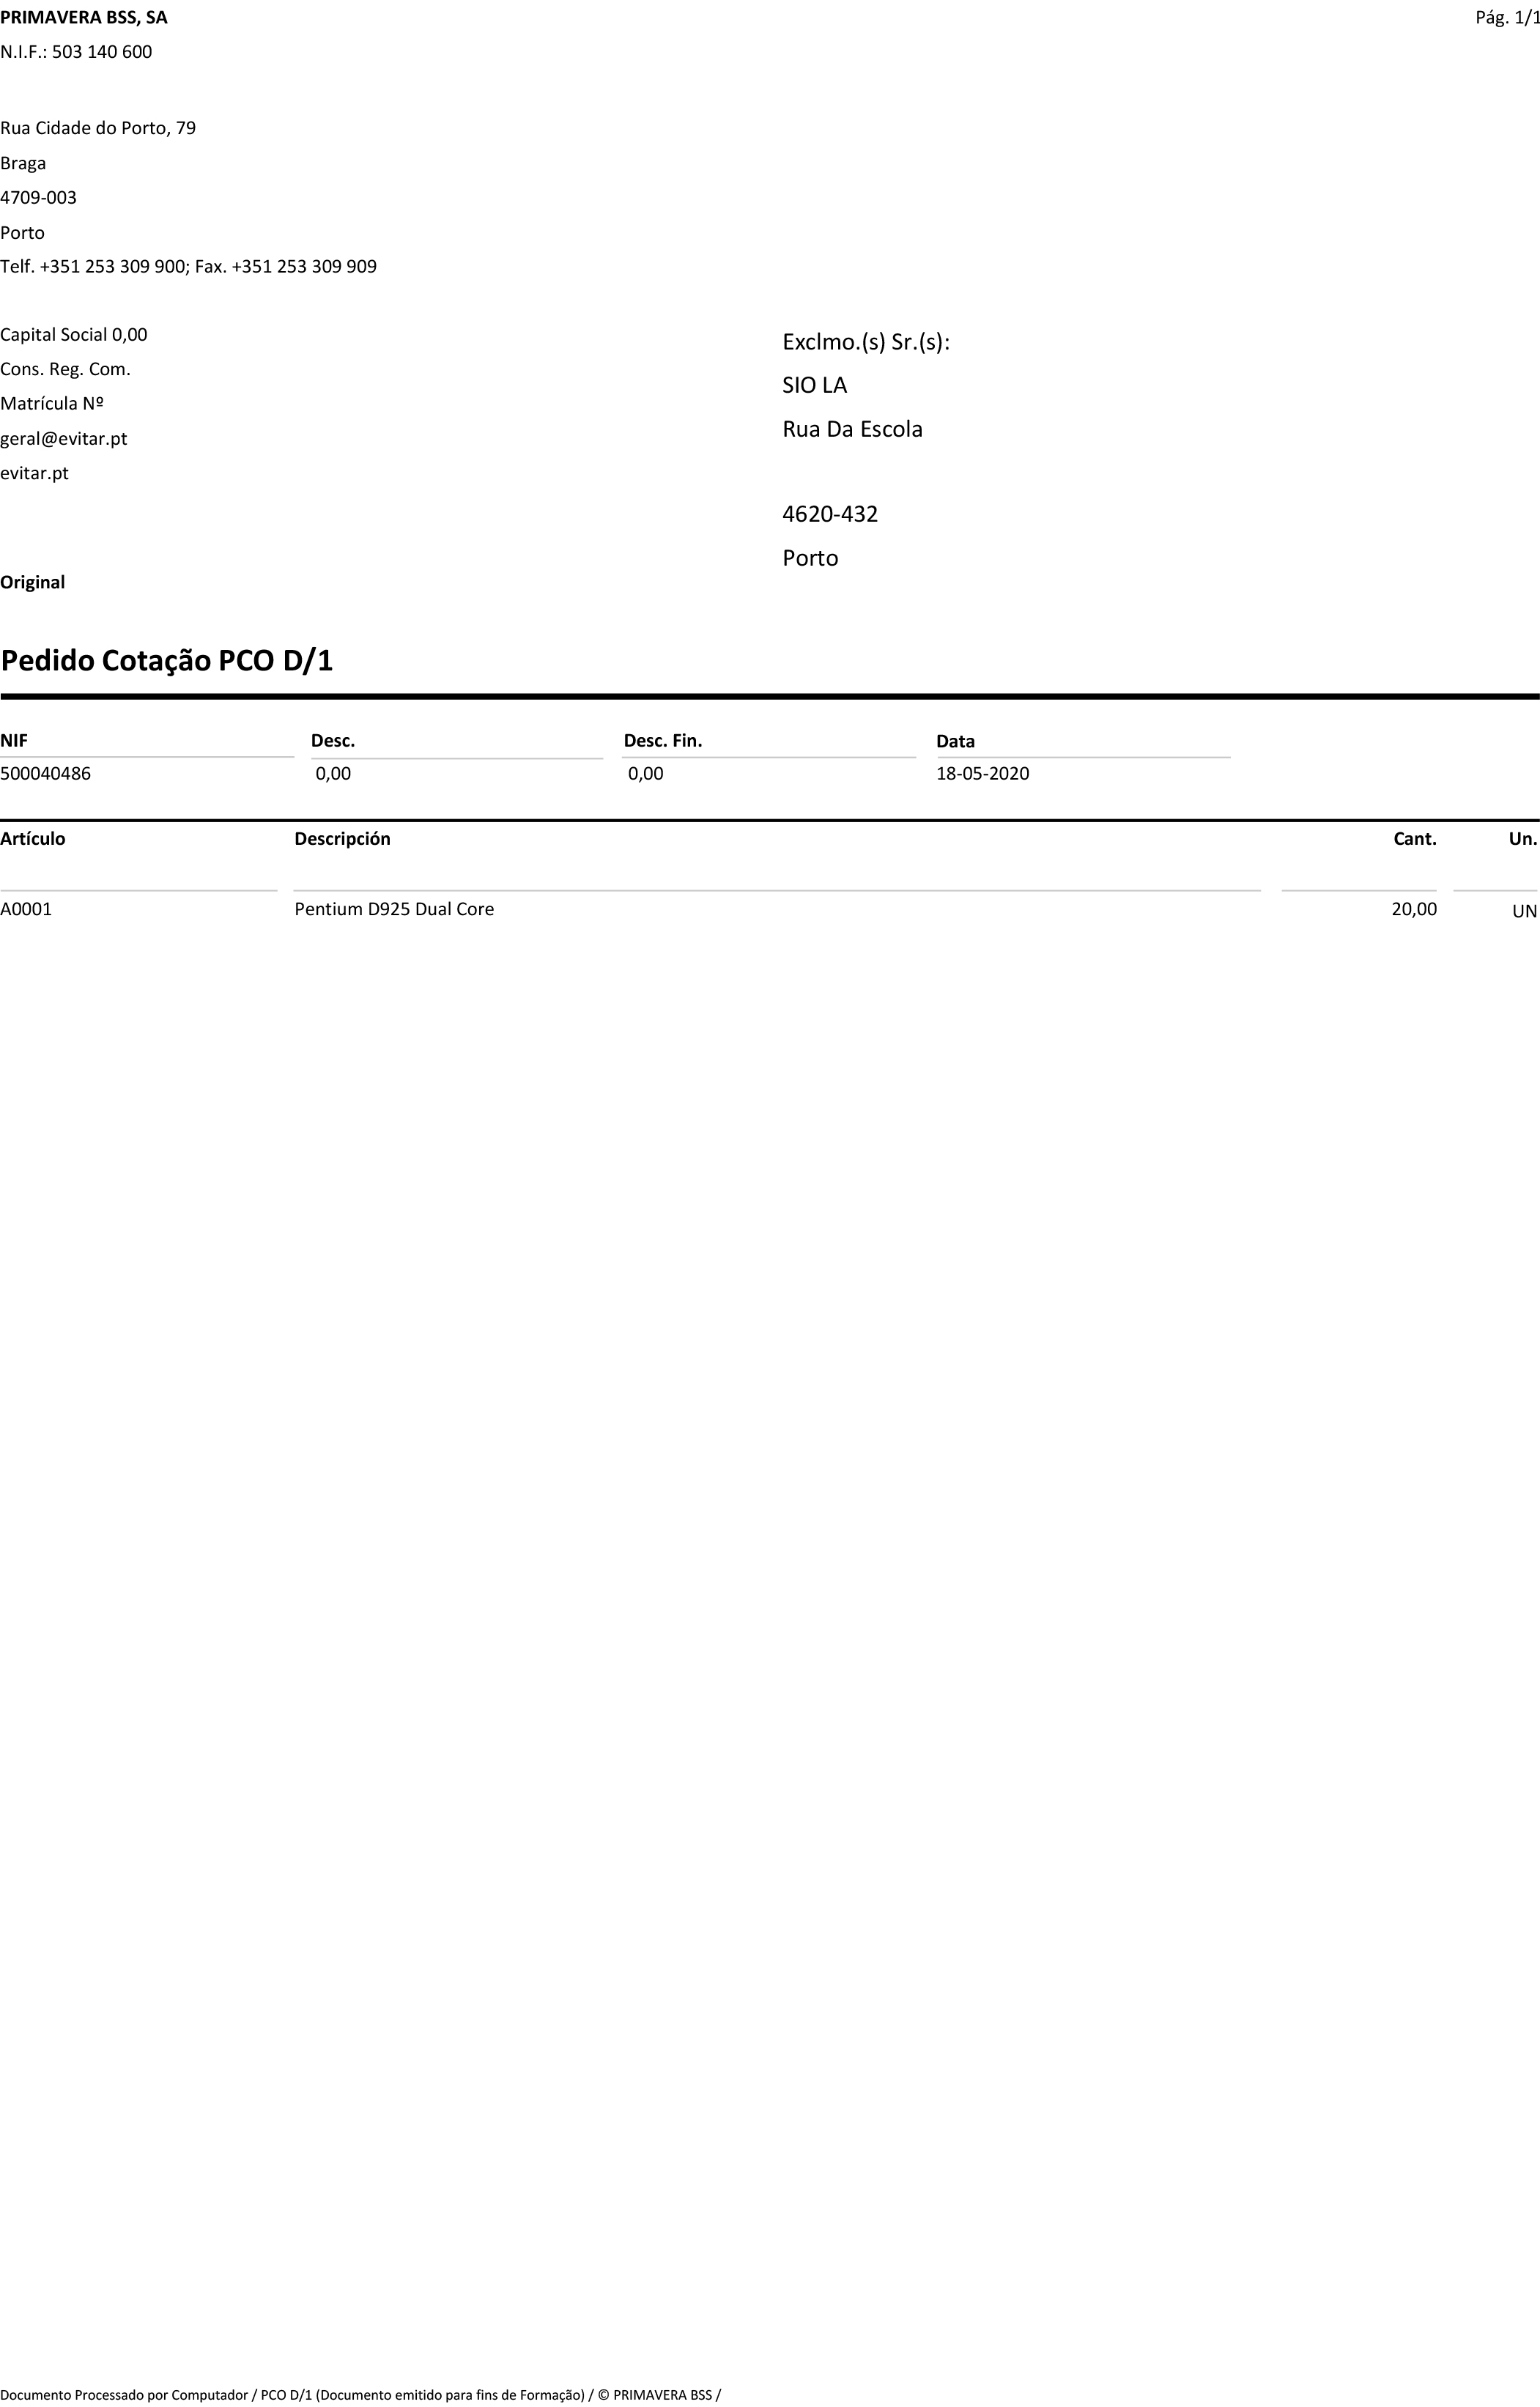 PRIMAVERA BSS, SA
Pág. 1/1
N.I.F.: 503 140 600
Rua Cidade do Porto, 79
Braga
4709-003
Porto
Telf. +351 253 309 900; Fax. +351 253 309 909
Capital Social 0,00
Cons. Reg. Com.
Matrícula Nº
geral@evitar.pt
evitar.pt
Exclmo.(s) Sr.(s):
SIO LA
Rua Da Escola
4620-432
Porto
Original
Pedido Cotação PCO D/1
NIF Desc. Desc. Fin. Data
500040486 0,00 0,00 18-05-2020
Artículo Descripción Cant. Un.
A0001 Pentium D925 Dual Core 20,00 UN
Documento Processado por Computador / PCO D/1 (Documento emitido para fins de Formação) / © PRIMAVERA BSS /